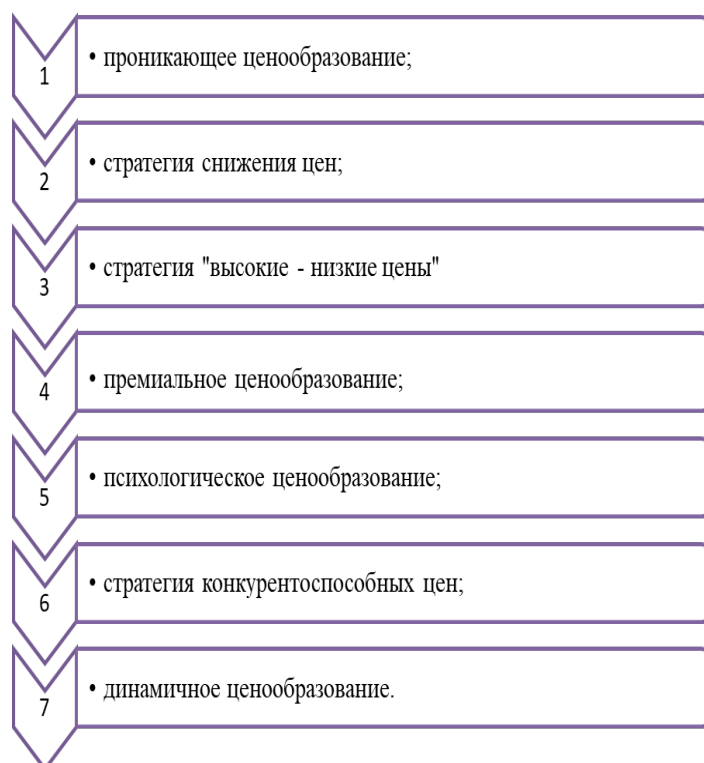 1
• проникающее ценообразование;
2
• стратегия снижения цен;
3
• стратегия "высокие - низкие цены"
4
• премиальное ценообразование;
5
• психологическое ценообразование;
6
• стратегия конкурентоспособных цен;
7
• динамичное ценообразование.